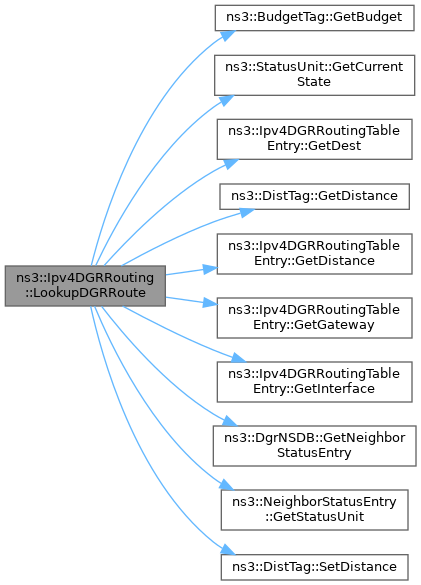 ns3::BudgetTag::GetBudget
ns3::StatusUnit::GetCurrent
State
ns3::Ipv4DGRRoutingTable
Entry::GetDest
ns3::DistTag::GetDistance
ns3::Ipv4DGRRouting
::LookupDGRRoute
ns3::Ipv4DGRRoutingTable
Entry::GetDistance
ns3::Ipv4DGRRoutingTable
Entry::GetGateway
ns3::Ipv4DGRRoutingTable
Entry::GetInterface
ns3::DgrNSDB::GetNeighbor
StatusEntry
ns3::NeighborStatusEntry
::GetStatusUnit
ns3::DistTag::SetDistance